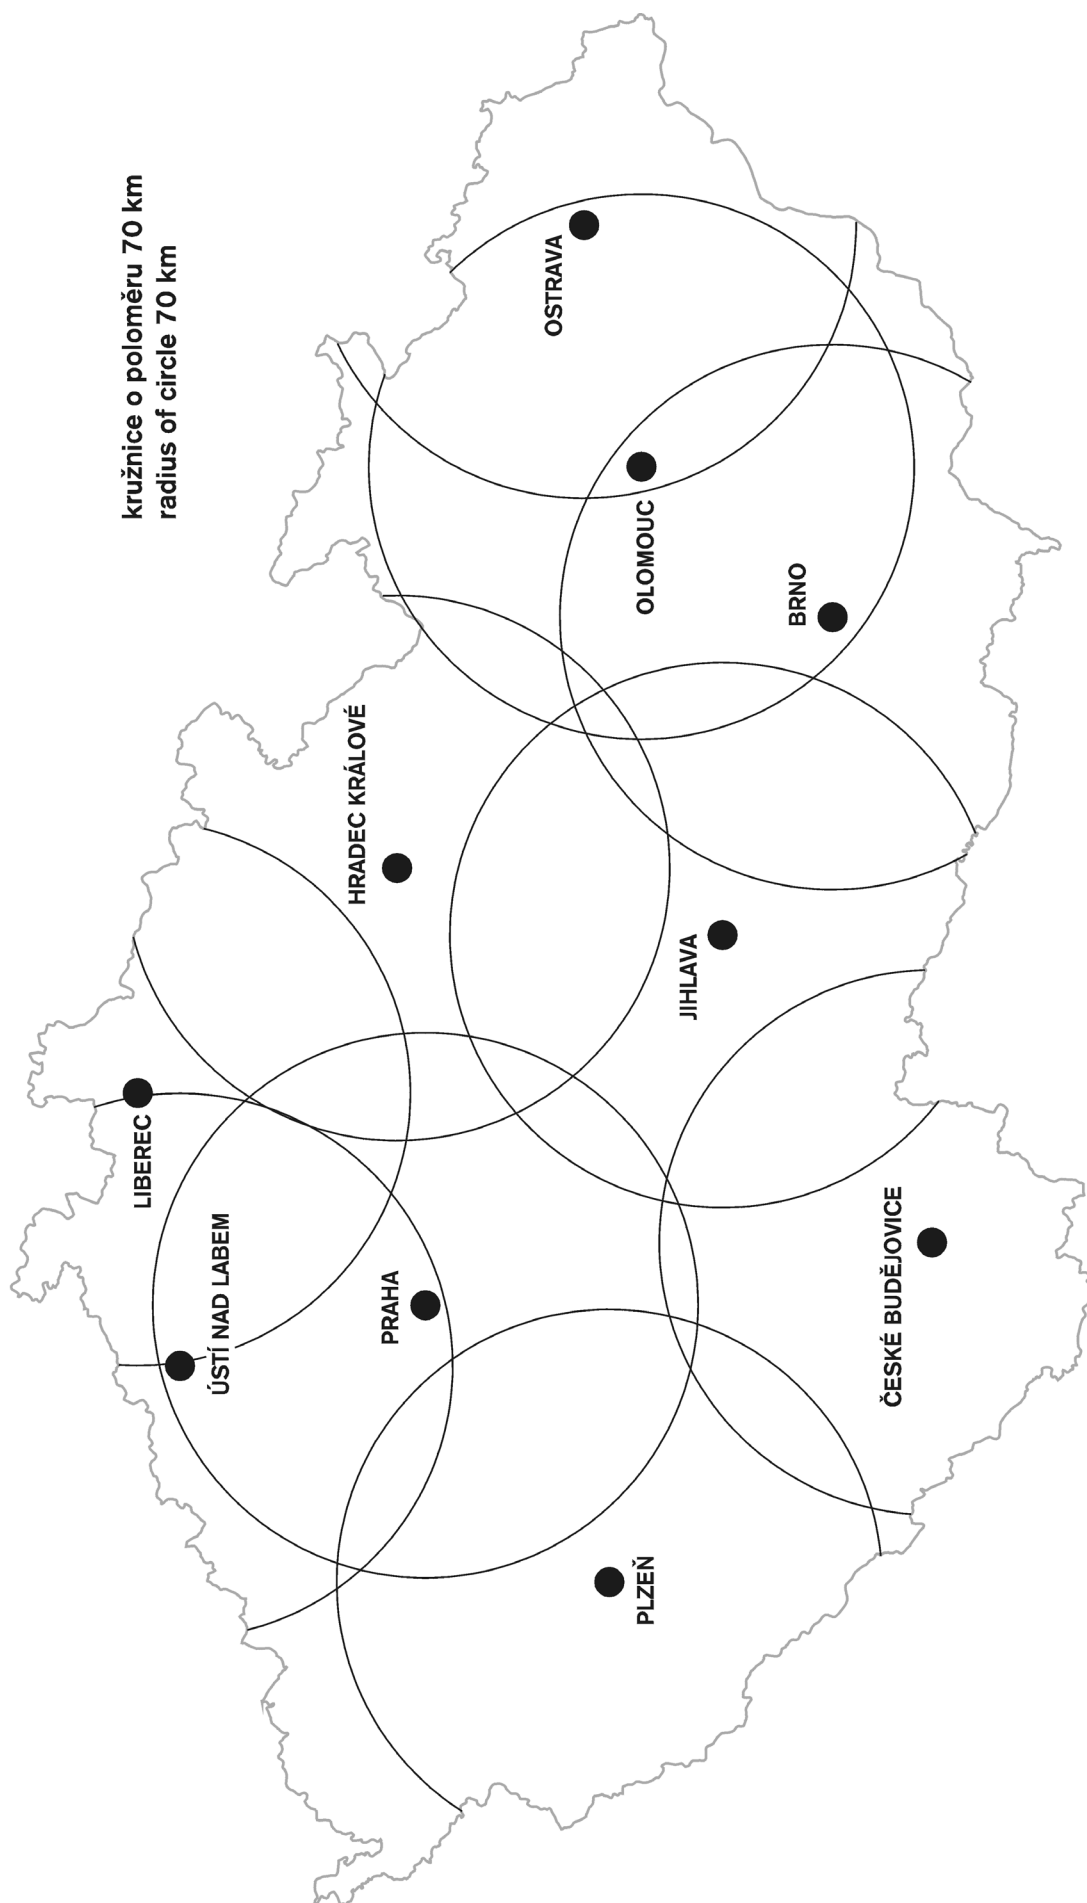 kružnice o poloměru 70 km
radius of circle 70 km
LIBEREC
ÚSTÍ NAD LABEM
HRADEC KRÁLOVÉ
PRAHA
OSTRAVA
OLOMOUC
PLZEŇ
JIHLAVA
BRNO
ČESKÉ BUDĚJOVICE